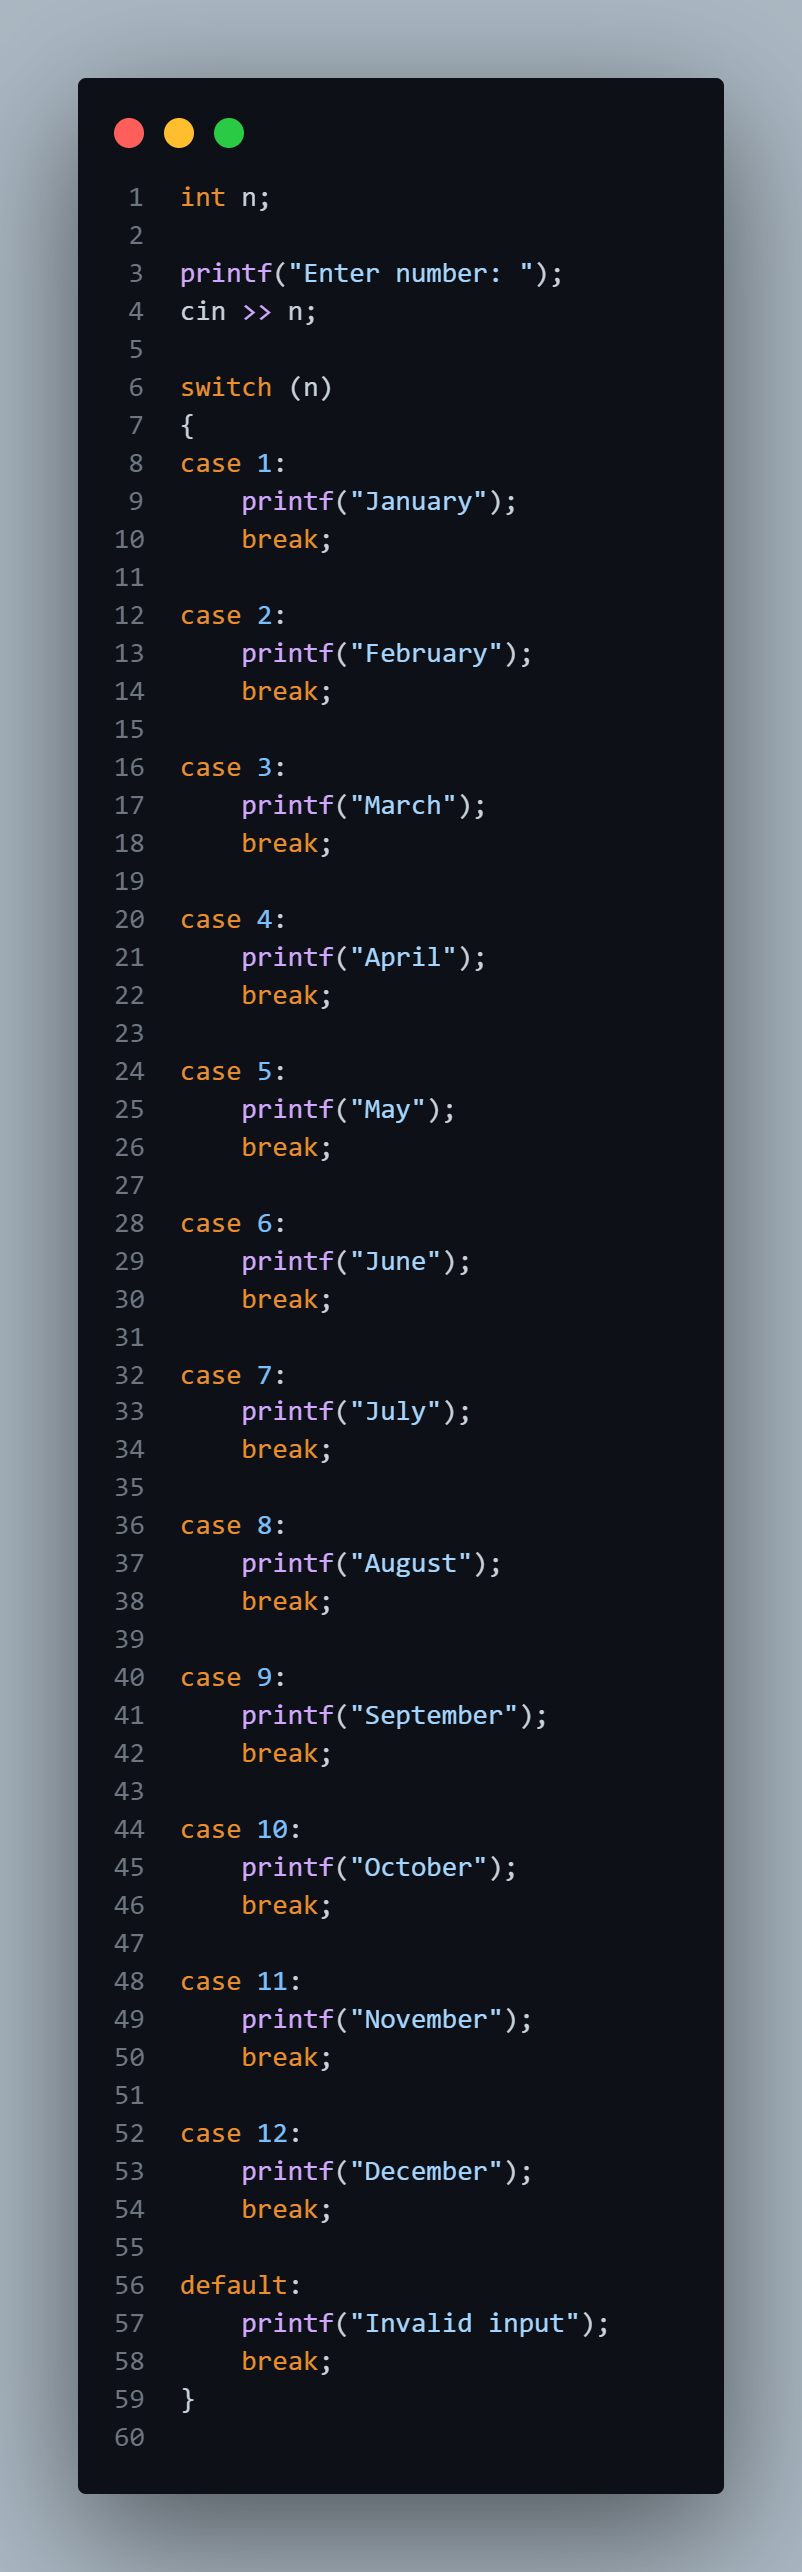 1 int n;
2
3 printf("Enter number: ");
4 cin >> n;
5
6 switch (n)
7 {
8 case 1:
9     printf("January");
10     break;
11
12 case 2:
13     printf("February");
14     break;
15
16 case 3:
17     printf("March");
18     break;
19
20 case 4:
21     printf("April");
22     break;
23
24 case 5:
25     printf("May");
26     break;
27
28 case 6:
29     printf("June");
30     break;
31
32 case 7:
33     printf("July");
34     break;
35
36 case 8:
37     printf("August");
38     break;
39
40 case 9:
41     printf("September");
42     break;
43
44 case 10:
45     printf("October");
46     break;
47
48 case 11:
49     printf("November");
50     break;
51
52 case 12:
53     printf("December");
54     break;
55
56 default:
57     printf("Invalid input");
58     break;
59 }
60